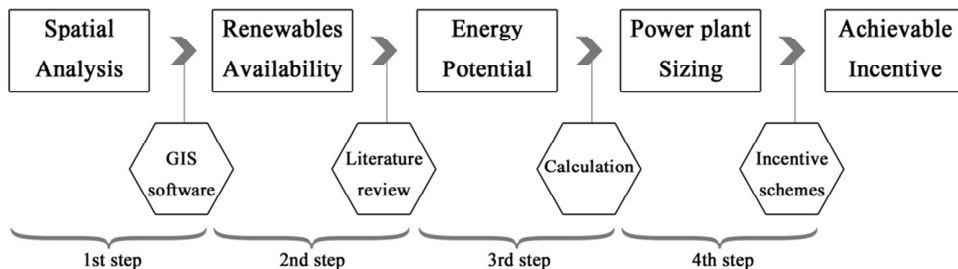 Spatial
Analysis
Renewables
Availability
Energy
Potential
Power plant
Sizing
Achievable
Incentive
GIS
software
Literature
review
Calculation
Incentive
schemes
1st step
2nd step
3rd step
4th step